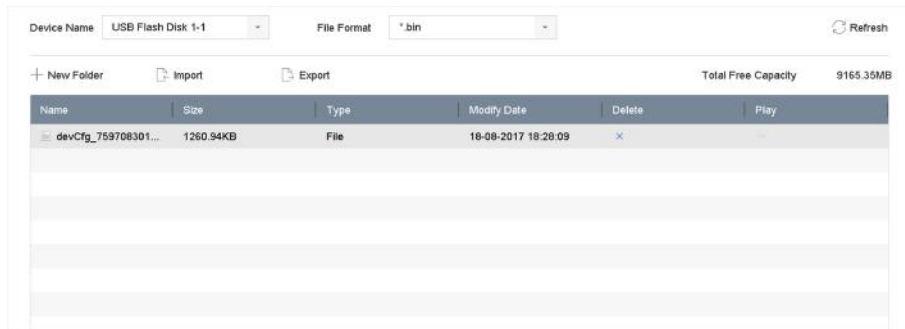 Device Name USB Flash Disk 1-1 File Format *.bin Refresh
New Folder Import Export Total Free Capacity 9165.35MB
Name Size Type Modify Date Delete Play
devCfg_759708301... 1260.94KB File 18-08-2017 18:28:09